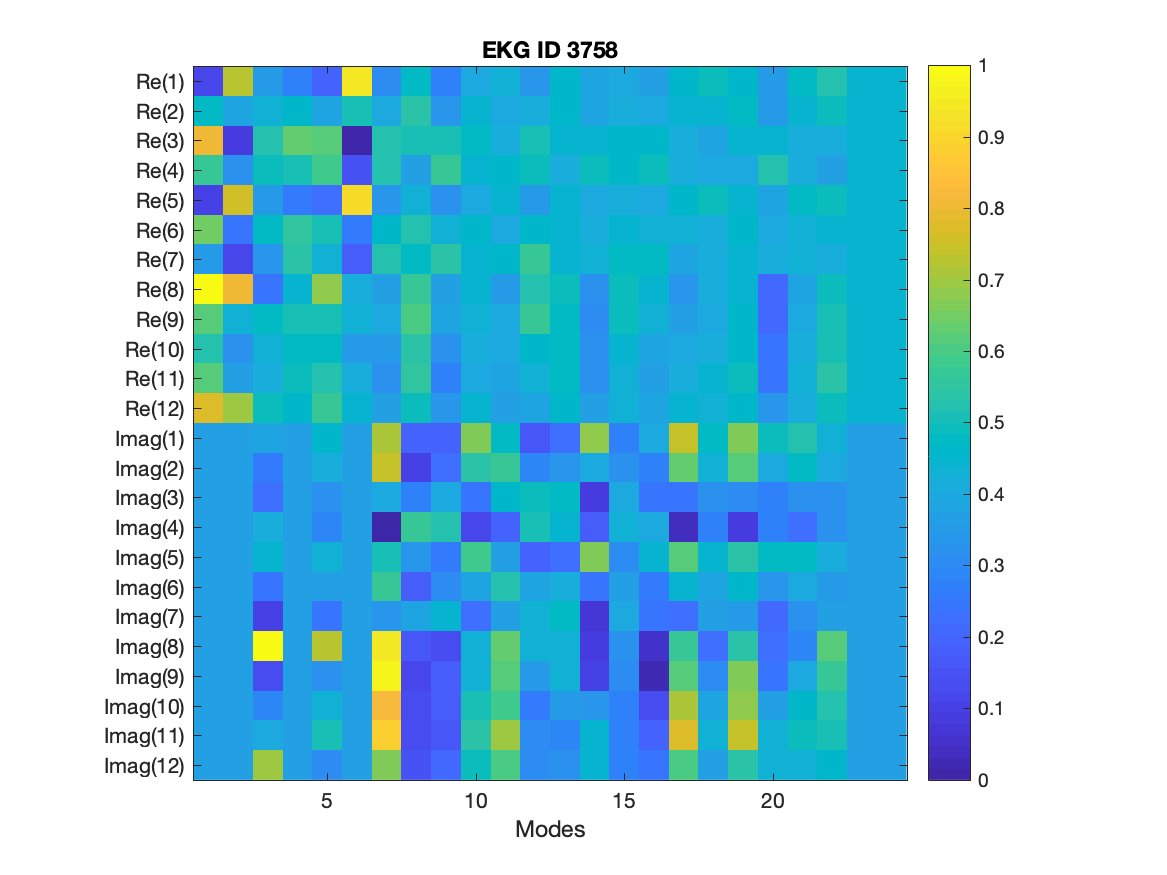 EKG ID 3758
Re(1)
Re(2)
Re(3)
Re(4)
Re(5)
Re(6)
Re(7)
Re(8)
Re(9)
Re(10)
Re(11)
Re(12)
Imag(1)
Imag(2)
Imag(3)
Imag(4)
Imag(5)
Imag(6)
Imag(7)
Imag(8)
Imag(9)
Imag(10)
Imag(11)
Imag(12)
5 10 15 20
Modes
1
0.9
0.8
0.7
0.6
0.5
0.4
0.3
0.2
0.1
0